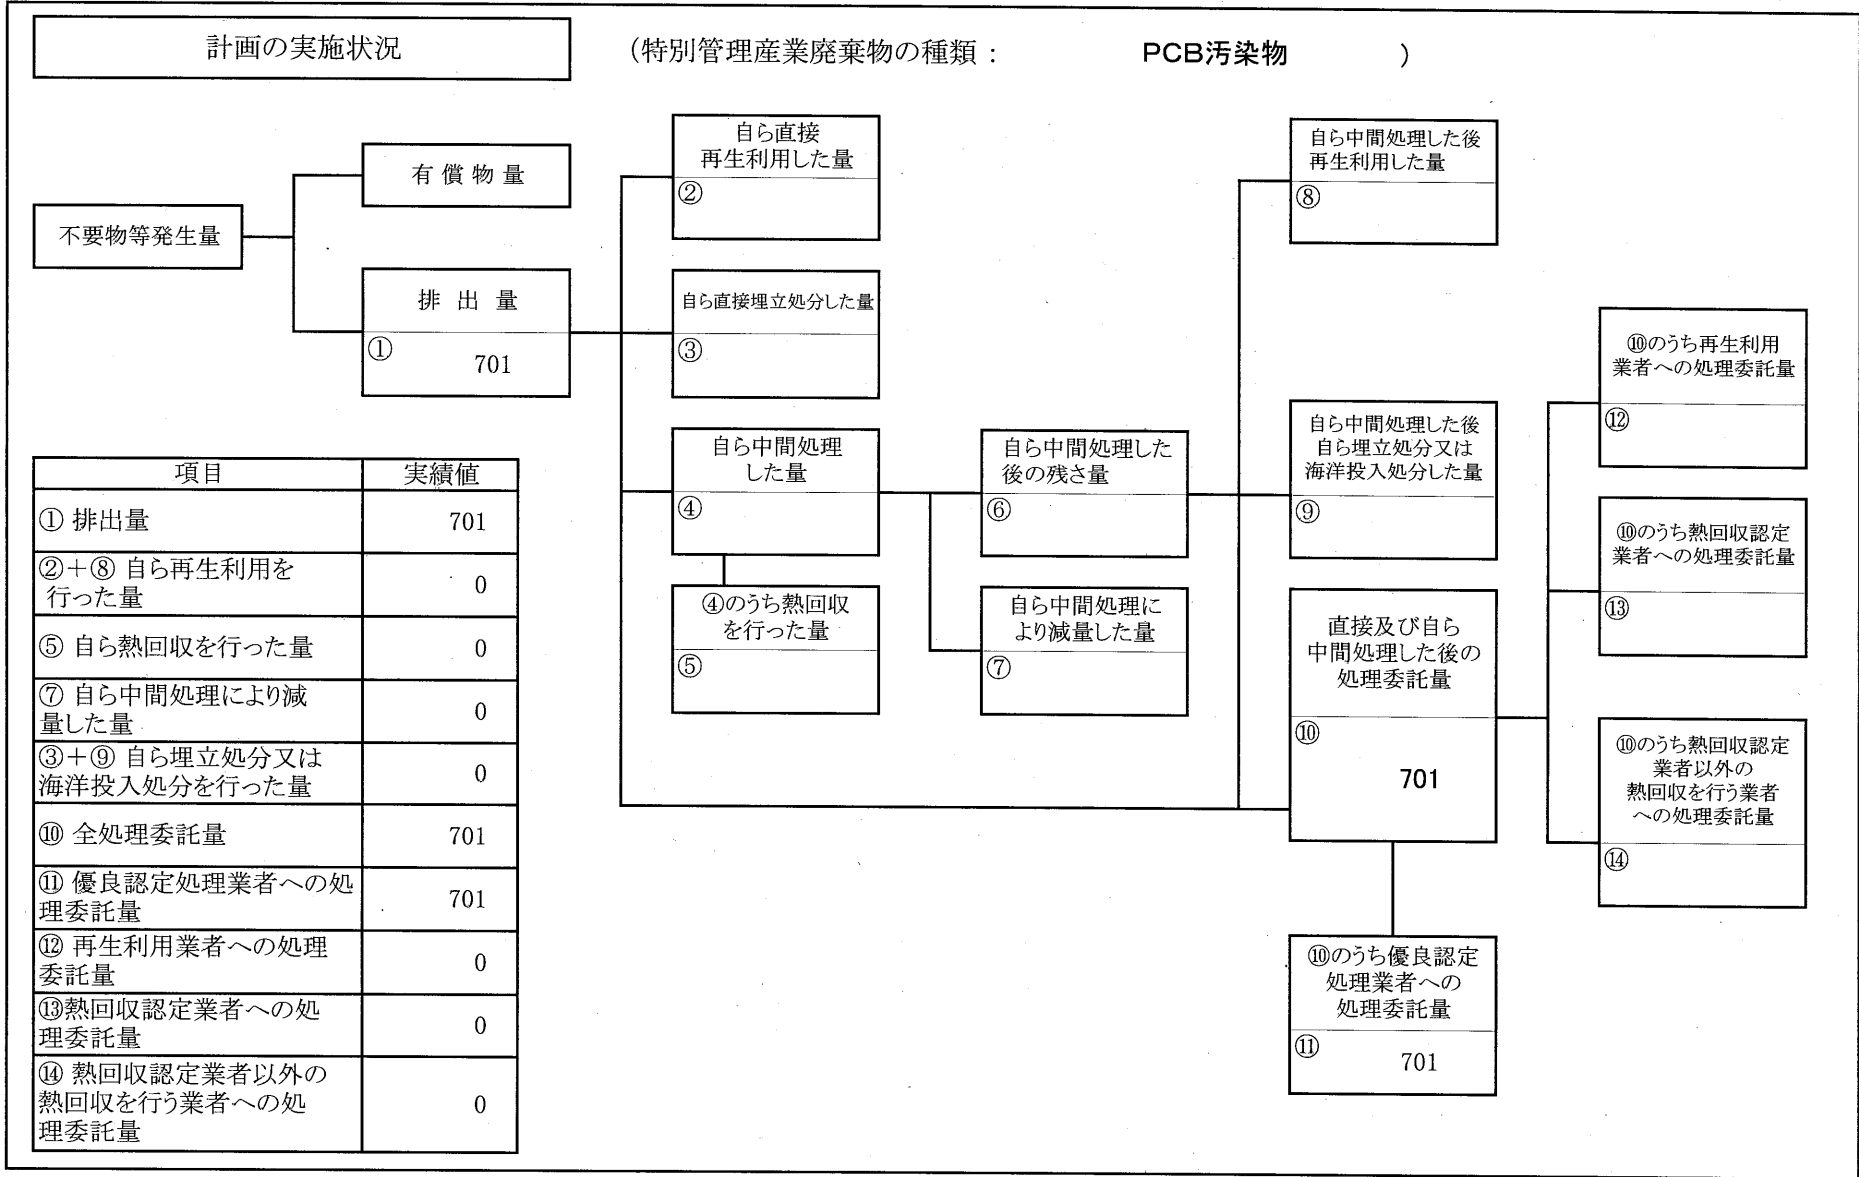 計画の実施状況
（特別管理産業廃棄物の種類： PCB汚染物 ）
不要物等発生量
有償物量
排出量
①
701
自ら直接
再生利用した量
②
自ら直接埋立処分した量
③
自ら中間処理
した量
④
④のうち熱回収
を行った量
⑤
自ら中間処理した
後の残さ量
⑥
自ら中間処理に
より減量した量
⑦
自ら中間処理した後
再生利用した量
⑧
自ら中間処理した後
自ら埋立処分又は
海洋投入処分した量
⑨
直接及び自ら
中間処理した後の
処理委託量
⑩
701
⑩のうち優良認定
処理業者への
処理委託量
⑪
701
⑩のうち再生利用
業者への処理委託量
⑫
⑩のうち熱回収認定
業者への処理委託量
⑬
⑩のうち熱回収認定
業者以外の
熱回収を行う業者
への処理委託量
⑭
項目 実績値
① 排出量 701
②＋⑧ 自ら再生利用を
行った量 0
⑤ 自ら熱回収を行った量 0
⑦ 自ら中間処理により減
量した量 0
③＋⑨ 自ら埋立処分又は
海洋投入処分を行った量 0
⑩ 全処理委託量 701
⑪ 優良認定処理業者への処
理委託量 701
⑫ 再生利用業者への処理
委託量 0
⑬熱回収認定業者への処
理委託量 0
⑭ 熱回収認定業者以外の
熱回収を行う業者への処
理委託量 0